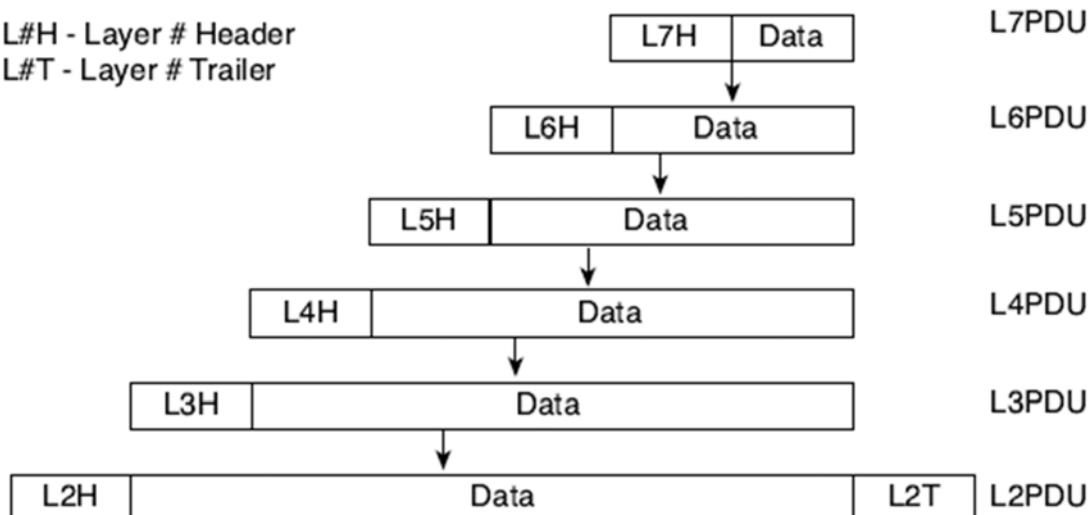 L#H - Layer # Header
L#T - Layer # Trailer
L7H Data L7PDU
L6H Data L6PDU
L5H Data L5PDU
L4H Data L4PDU
L3H Data L3PDU
L2H Data L2T L2PDU